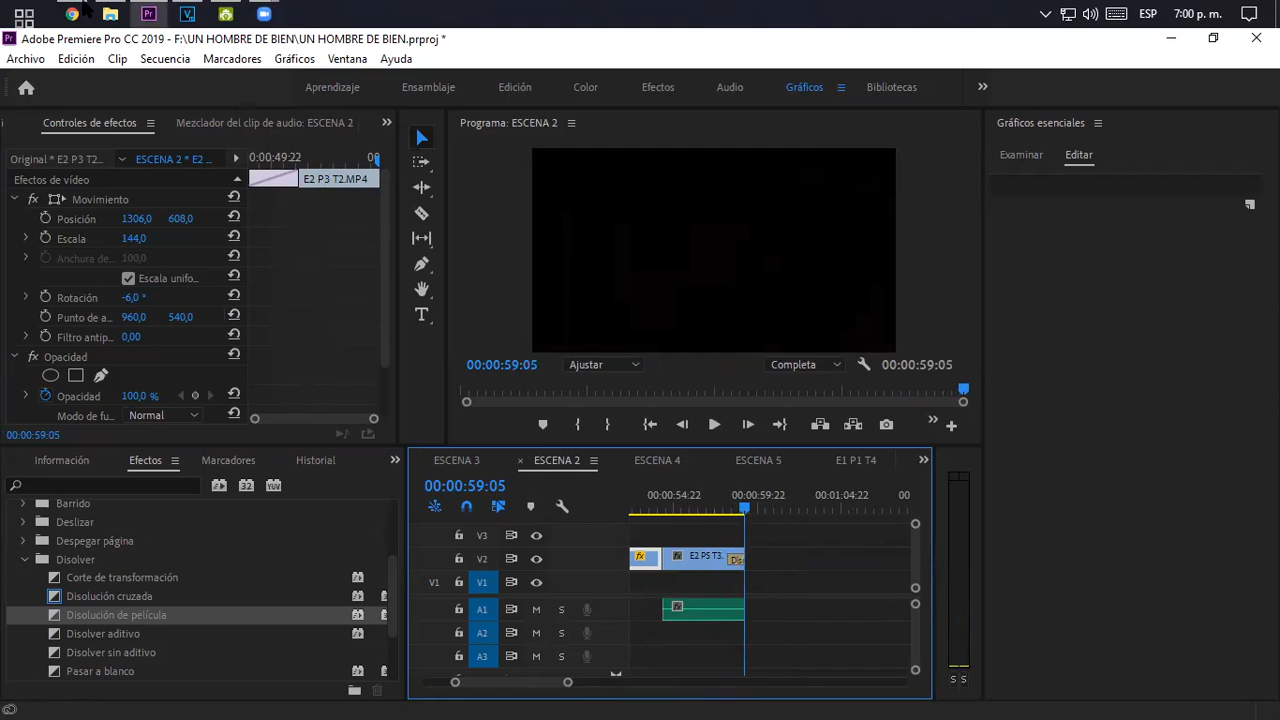 ESP 7:00 p. m.
Adobe Premiere Pro CC 2019 - F:\UN HOMBRE DE BIEN\UN HOMBRE DE BIEN.prproj *
Archivo Edición Clip Secuencia Marcadores Gráficos Ventana Ayuda
Aprendizaje Ensamblaje Edición Color Efectos Audio Gráficos Bibliotecas
Controles de efectos Mezclador del clip de audio: ESCENA 2
Original * E2 P3 T2... ESCENA 2 * E2 ...
:00:49:22 00
Efectos de vídeo
E2 P3 T2.MP4
Movimiento
Posición 1306,0 608,0
Escala 144,0
Anchura de... 100,0
Escala unifo...
Rotación -6,0 °
Punto de a... 960,0 540,0
Filtro antip... 0,00
Opacidad
Opacidad 100,0 %
Modo de fu... Normal
00:00:59:05
Programa: ESCENA 2
00:00:59:05 Ajustar Completa 00:00:59:05
Gráficos esenciales
Examinar Editar
Información Efectos Marcadores Historial
32 YUV
Barrido
Deslizar
Despegar página
Disolver
Corte de transformación
Disolución cruzada
Disolución de película
Disolver aditivo
Disolver sin aditivo
Pasar a blanco
ESCENA 3 ESCENA 2 ESCENA 4 ESCENA 5 E1 P1 T4
00:00:59:05
00:00:54:22 00:00:59:22 00:01:04:22 00
V3
V2 fx fx E2 P5 T3. Dis
V1 V1
A1 M S fx
A2 M S
A3 M S
S S